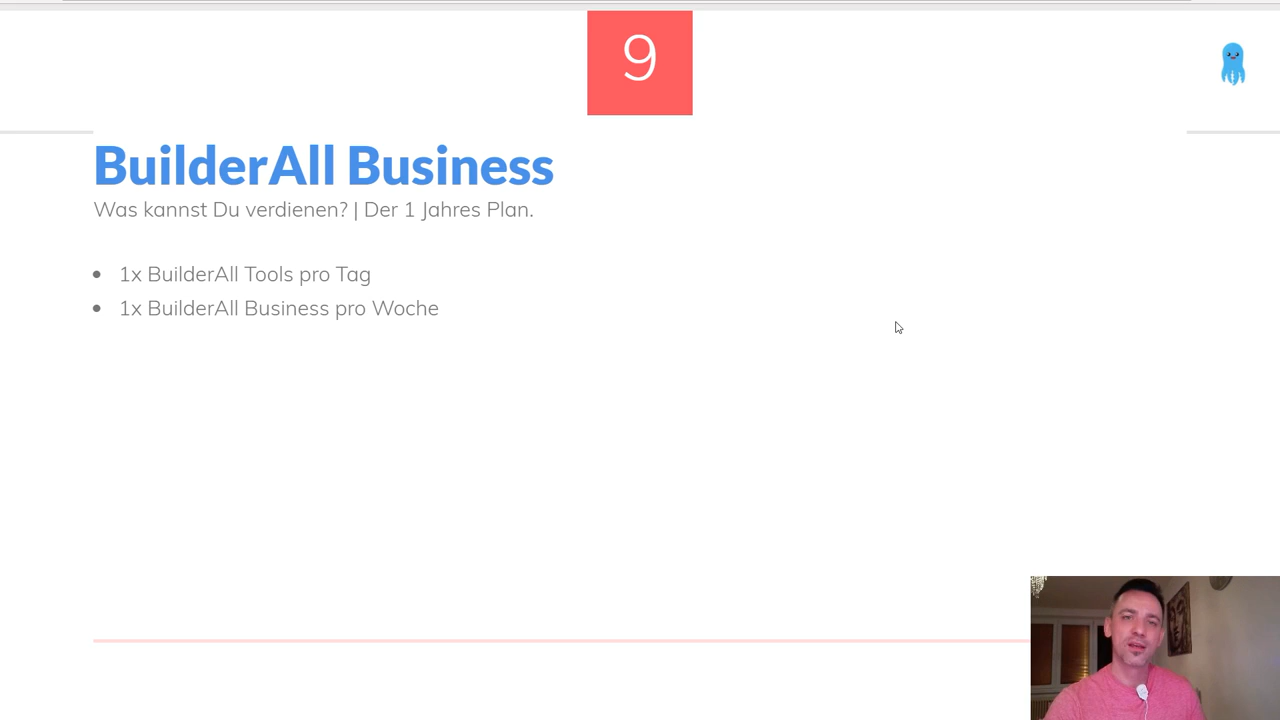 9
BuilderAll Business
Was kannst Du verdienen? | Der 1 Jahres Plan.
• 1x BuilderAll Tools pro Tag
• 1x BuilderAll Business pro Woche